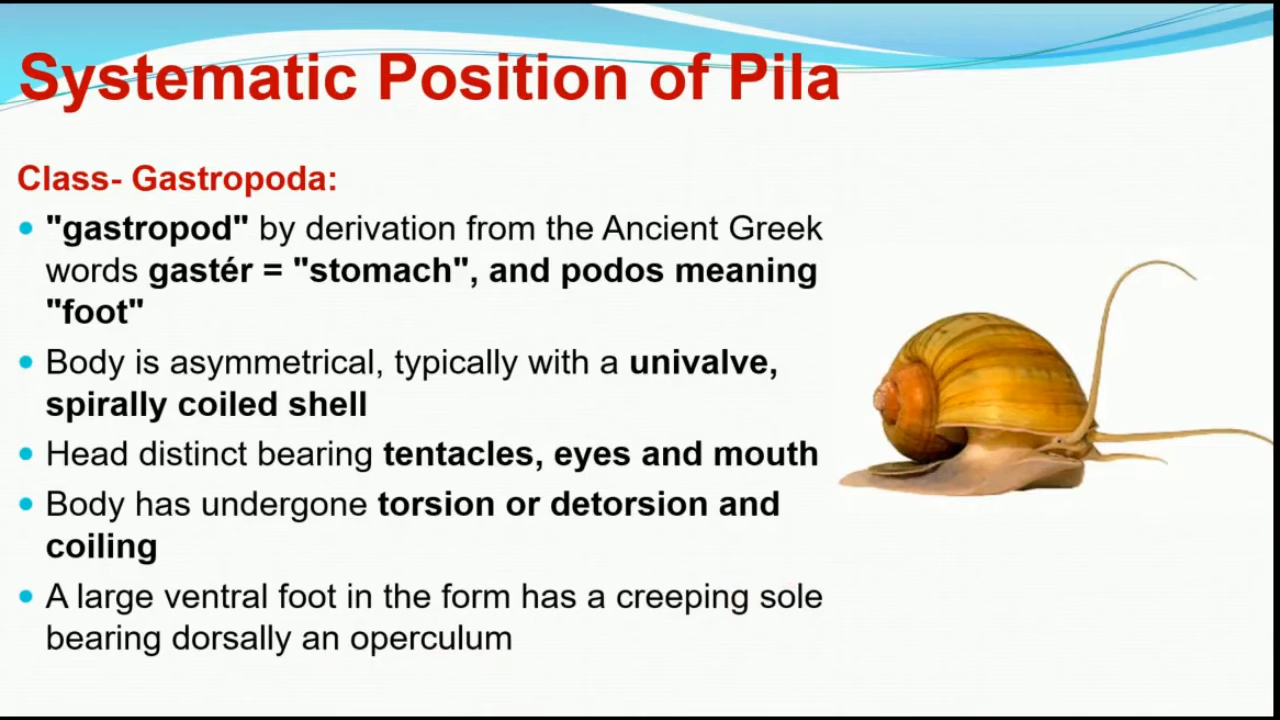 Systematic Position of Pila
Class- Gastropoda:
• "gastropod" by derivation from the Ancient Greek
words gastér = "stomach", and podos meaning
"foot"
• Body is asymmetrical, typically with a univalve,
spirally coiled shell
• Head distinct bearing tentacles, eyes and mouth
• Body has undergone torsion or detorsion and
coiling
• A large ventral foot in the form has a creeping sole
bearing dorsally an operculum